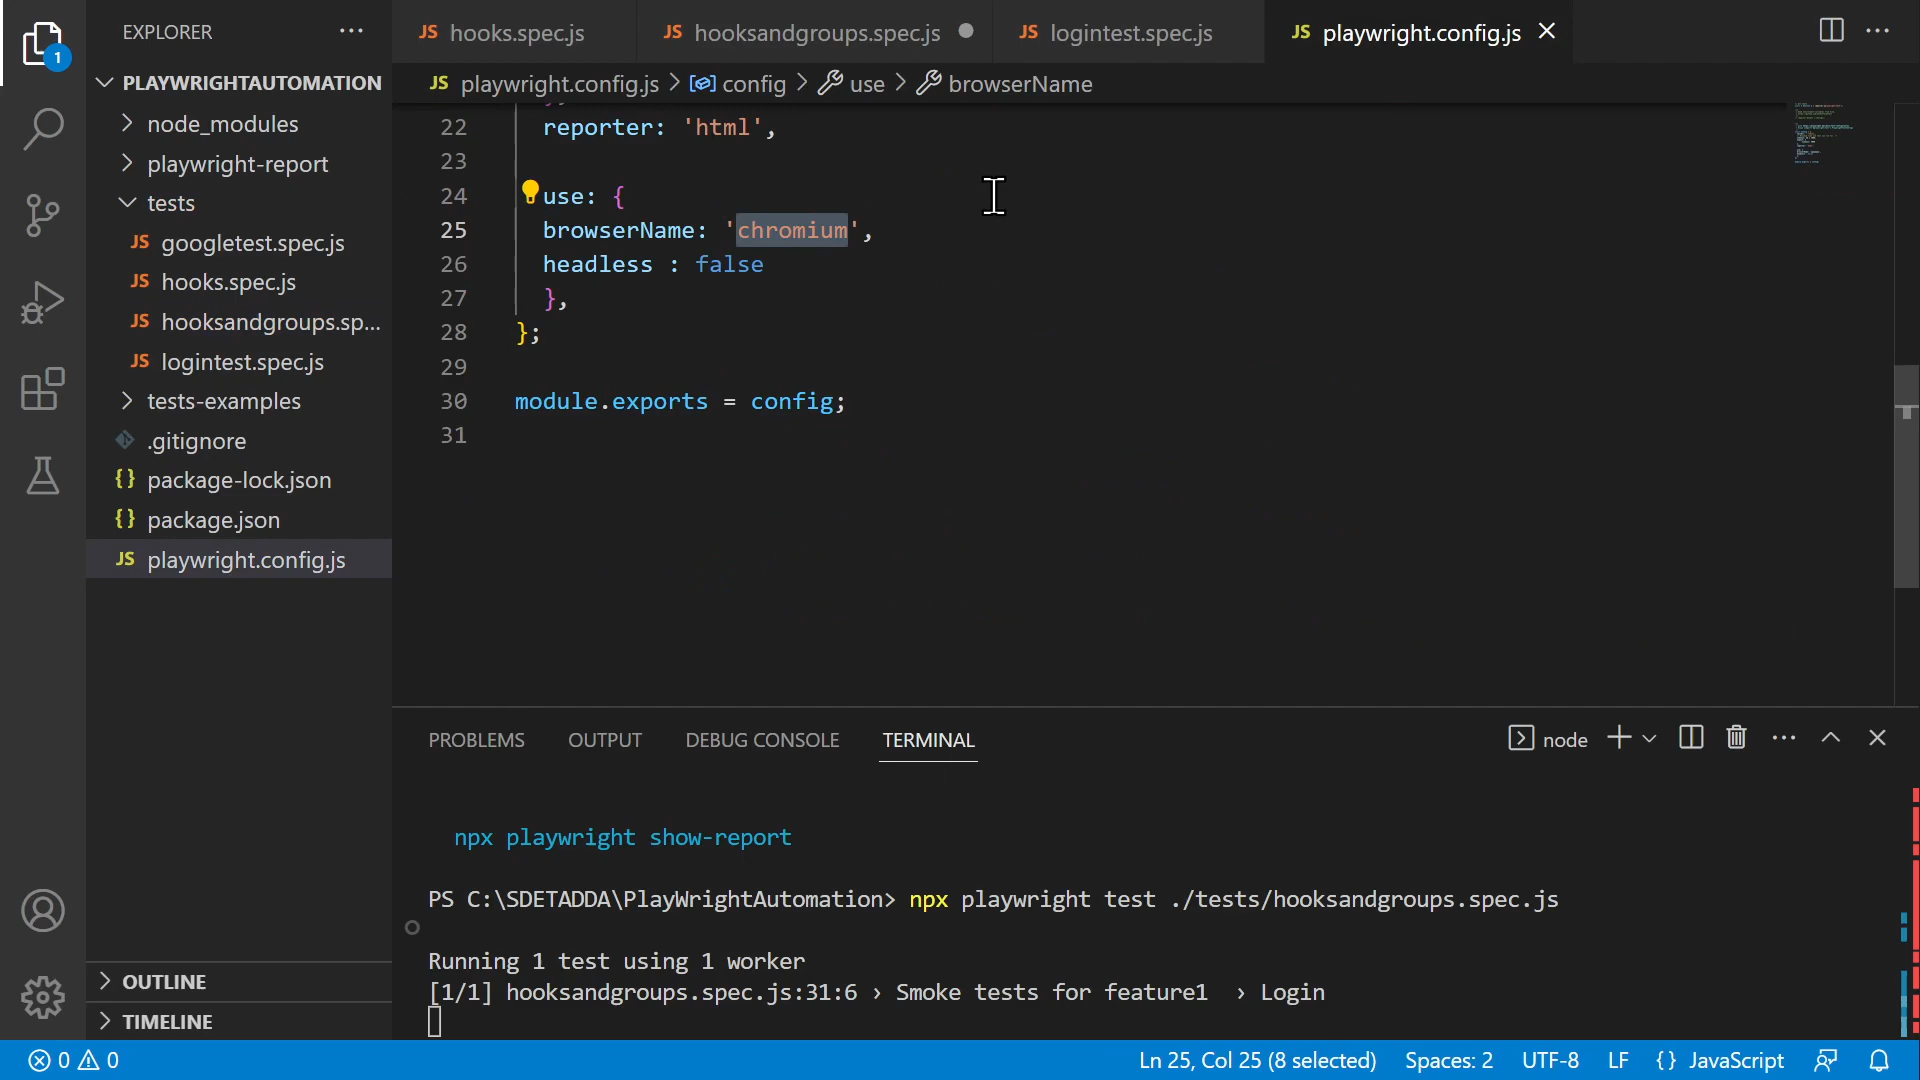 EXPLORER
1
PLAYWRIGHTAUTOMATION
node_modules
playwright-report
tests
JS googletest.spec.js
JS hooks.spec.js
JS hooksandgroups.sp...
JS logintest.spec.js
tests-examples
.gitignore
{} package-lock.json
{} package.json
JS playwright.config.js
OUTLINE
TIMELINE
JS hooks.spec.js
JS hooksandgroups.spec.js
JS logintest.spec.js
JS playwright.config.js
JS playwright.config.js > config > use > browserName
22 reporter: 'html',
23
24 use: {
25 browserName: 'chromium',
26 headless : false
27 },
28 };
29
30 module.exports = config;
31
PROBLEMS OUTPUT DEBUG CONSOLE TERMINAL
node
npx playwright show-report
PS C:\SDETADDA\PlayWrightAutomation> npx playwright test ./tests/hooksandgroups.spec.js
Running 1 test using 1 worker
[1/1] hooksandgroups.spec.js:31:6 › Smoke tests for feature1 › Login
0 0
Ln 25, Col 25 (8 selected) Spaces: 2 UTF-8 LF {} JavaScript